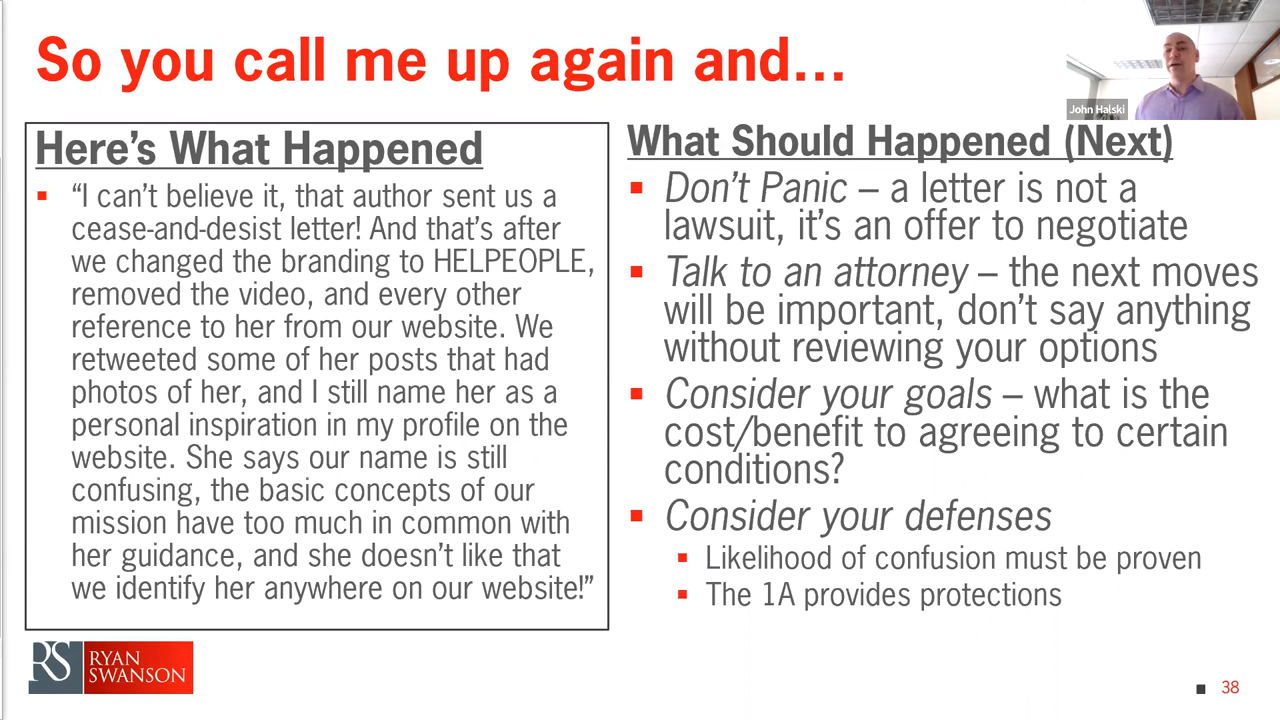 So you call me up again and...
John Halski
Here's What Happened
▪ “I can't believe it, that author sent us a
cease-and-desist letter! And that's after
we changed the branding to HELPEOPLE,
removed the video, and every other
reference to her from our website. We
retweeted some of her posts that had
photos of her, and I still name her as a
personal inspiration in my profile on the
website. She says our name is still
confusing, the basic concepts of our
mission have too much in common with
her guidance, and she doesn't like that
we identify her anywhere on our website!”
What Should Happened (Next)
▪ Don't Panic – a letter is not a
lawsuit, it's an offer to negotiate
▪ Talk to an attorney – the next moves
will be important, don't say anything
without reviewing your options
▪ Consider your goals – what is the
cost/benefit to agreeing to certain
conditions?
▪ Consider your defenses
▪ Likelihood of confusion must be proven
▪ The 1A provides protections
RS
RYAN
SWANSON
▪ 38